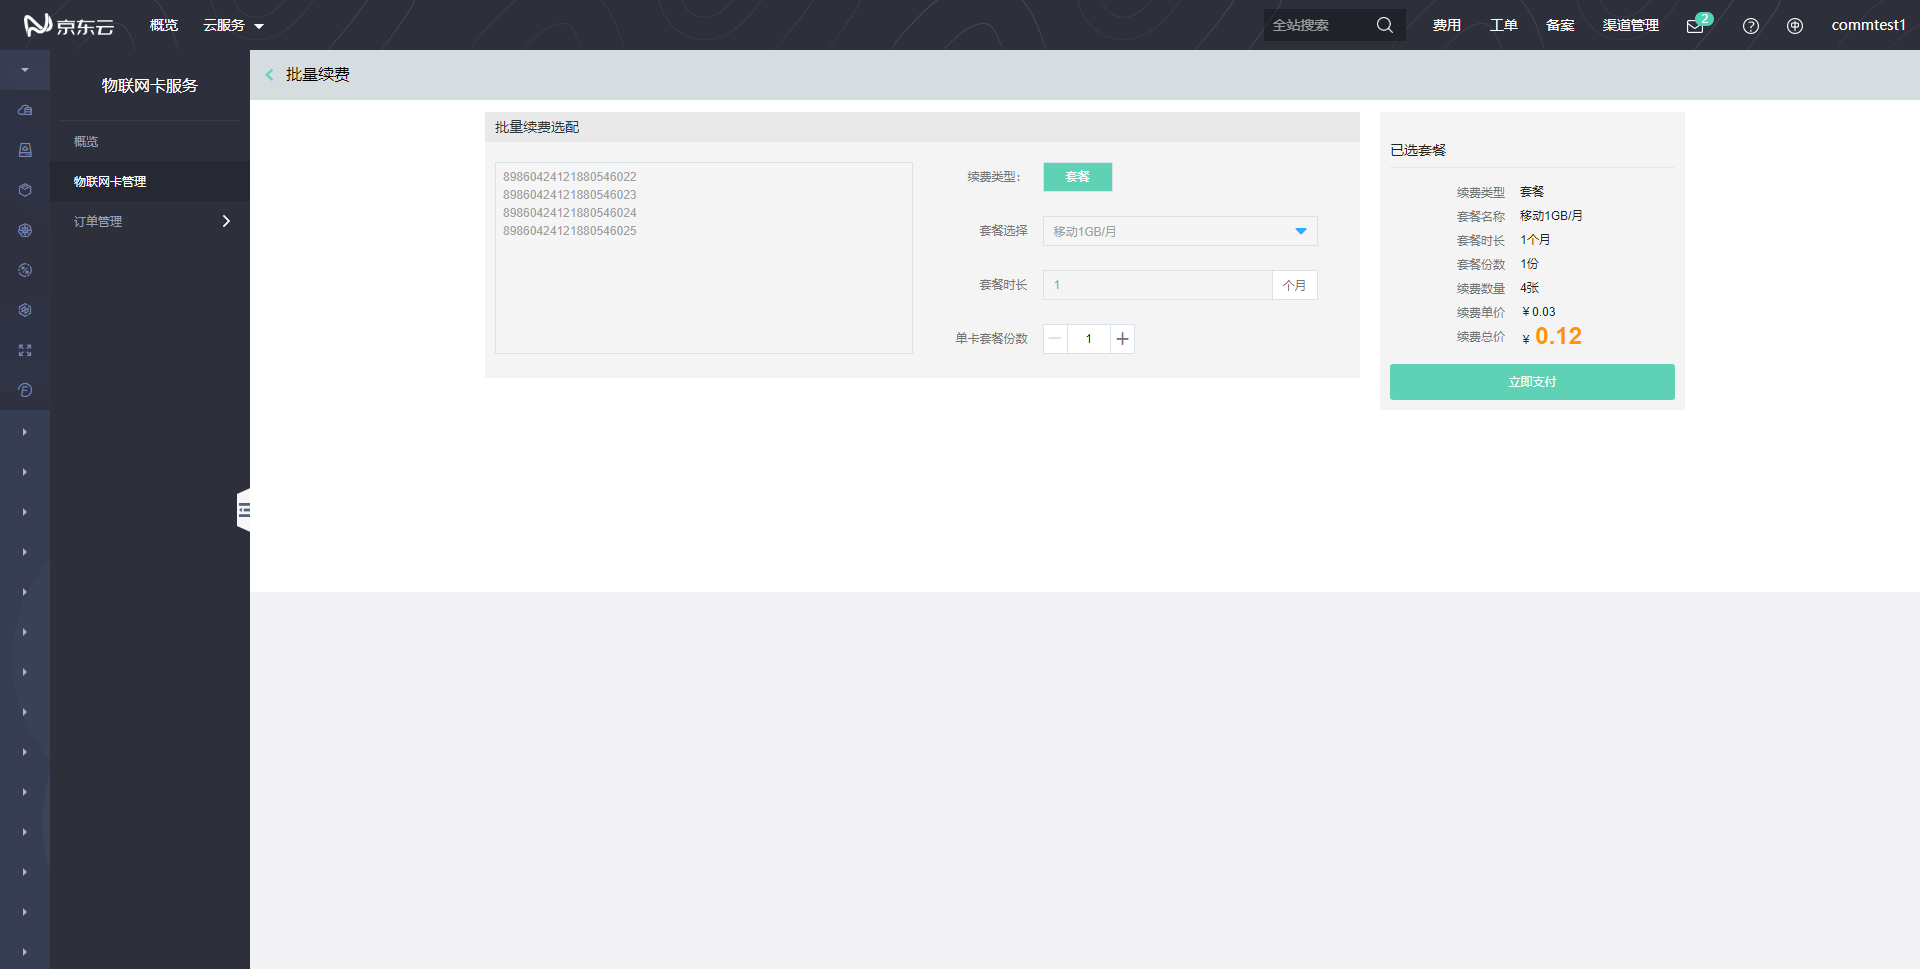 京东云
概览
云服务
全站搜索
费用
工单
备案
渠道管理
2
commtest1
物联网卡服务
概览
物联网卡管理
订单管理
批量续费
批量续费选配
89860424121880546022
89860424121880546023
89860424121880546024
89860424121880546025
续费类型：
套餐
套餐选择
移动1GB/月
套餐时长
1
个月
单卡套餐份数
1
已选套餐
续费类型 套餐
套餐名称 移动1GB/月
套餐时长 1个月
套餐份数 1份
续费数量 4张
续费单价 ￥0.03
续费总价 ￥ 0.12
立即支付